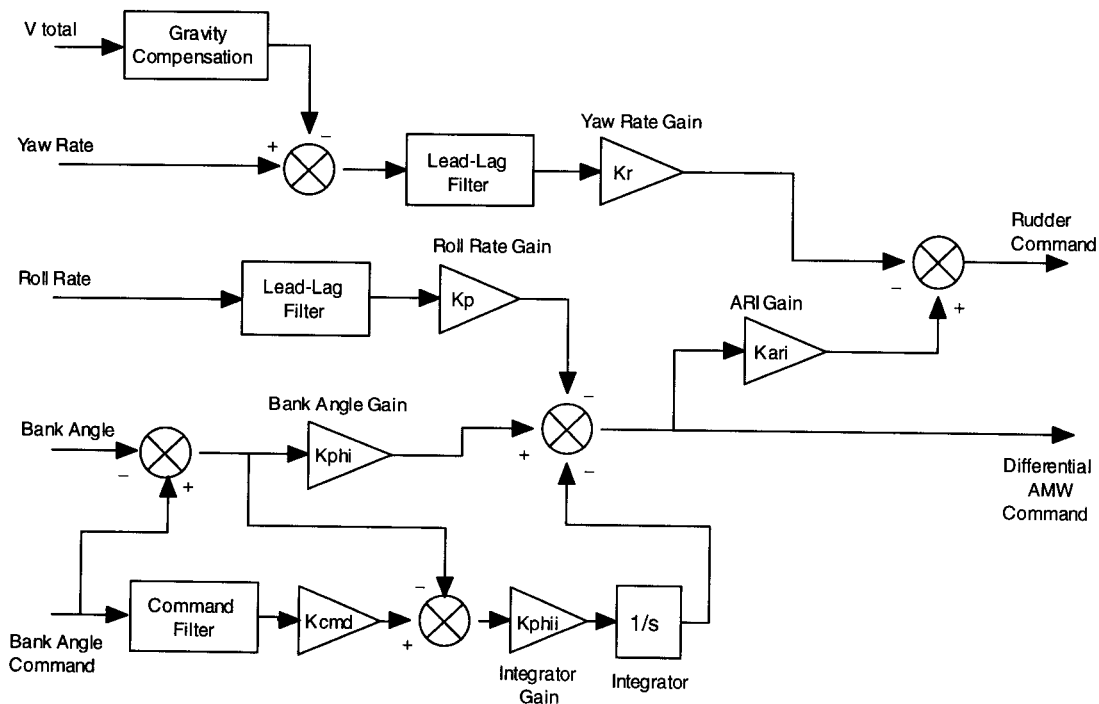 V total
Gravity
Compensation
−
+
Yaw Rate
Yaw Rate Gain
Lead-Lag
Filter
Kr
Rudder
Command
−
+
Roll Rate Gain
Roll Rate
Lead-Lag
Filter
Kp
ARI Gain
Kari
−
Bank Angle Gain
Bank Angle
Kphi
+
−
−
+
Differential
AMW
Command
−
Command
Filter
Kcmd
+
Kphii
1/s
Bank Angle
Command
Integrator
Gain
Integrator